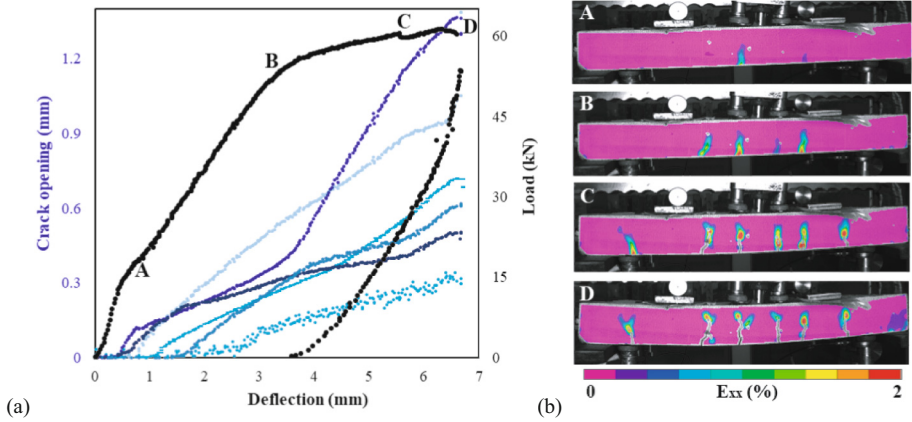 A
B
C
D
1.2
0.9
0.6
0.3
0
Crack opening (mm)
60
45
30
15
0
Load (kN)
0 1 2 3 4 5 6 7
Deflection (mm)
(a)
A
B
C
D
0 Exx (%) 2
(b)